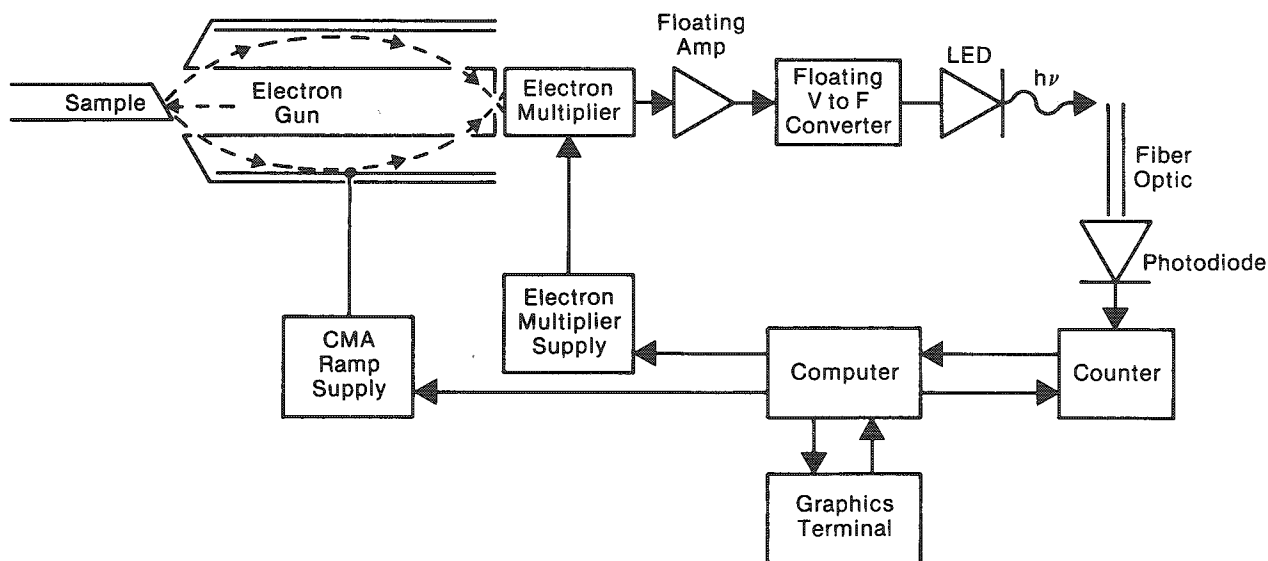 Floating
Amp
LED
hν
Sample
Electron
Gun
Electron
Multiplier
Floating
V to F
Converter
Fiber
Optic
Photodiode
Electron
Multiplier
Supply
CMA
Ramp
Supply
Computer
Counter
Graphics
Terminal